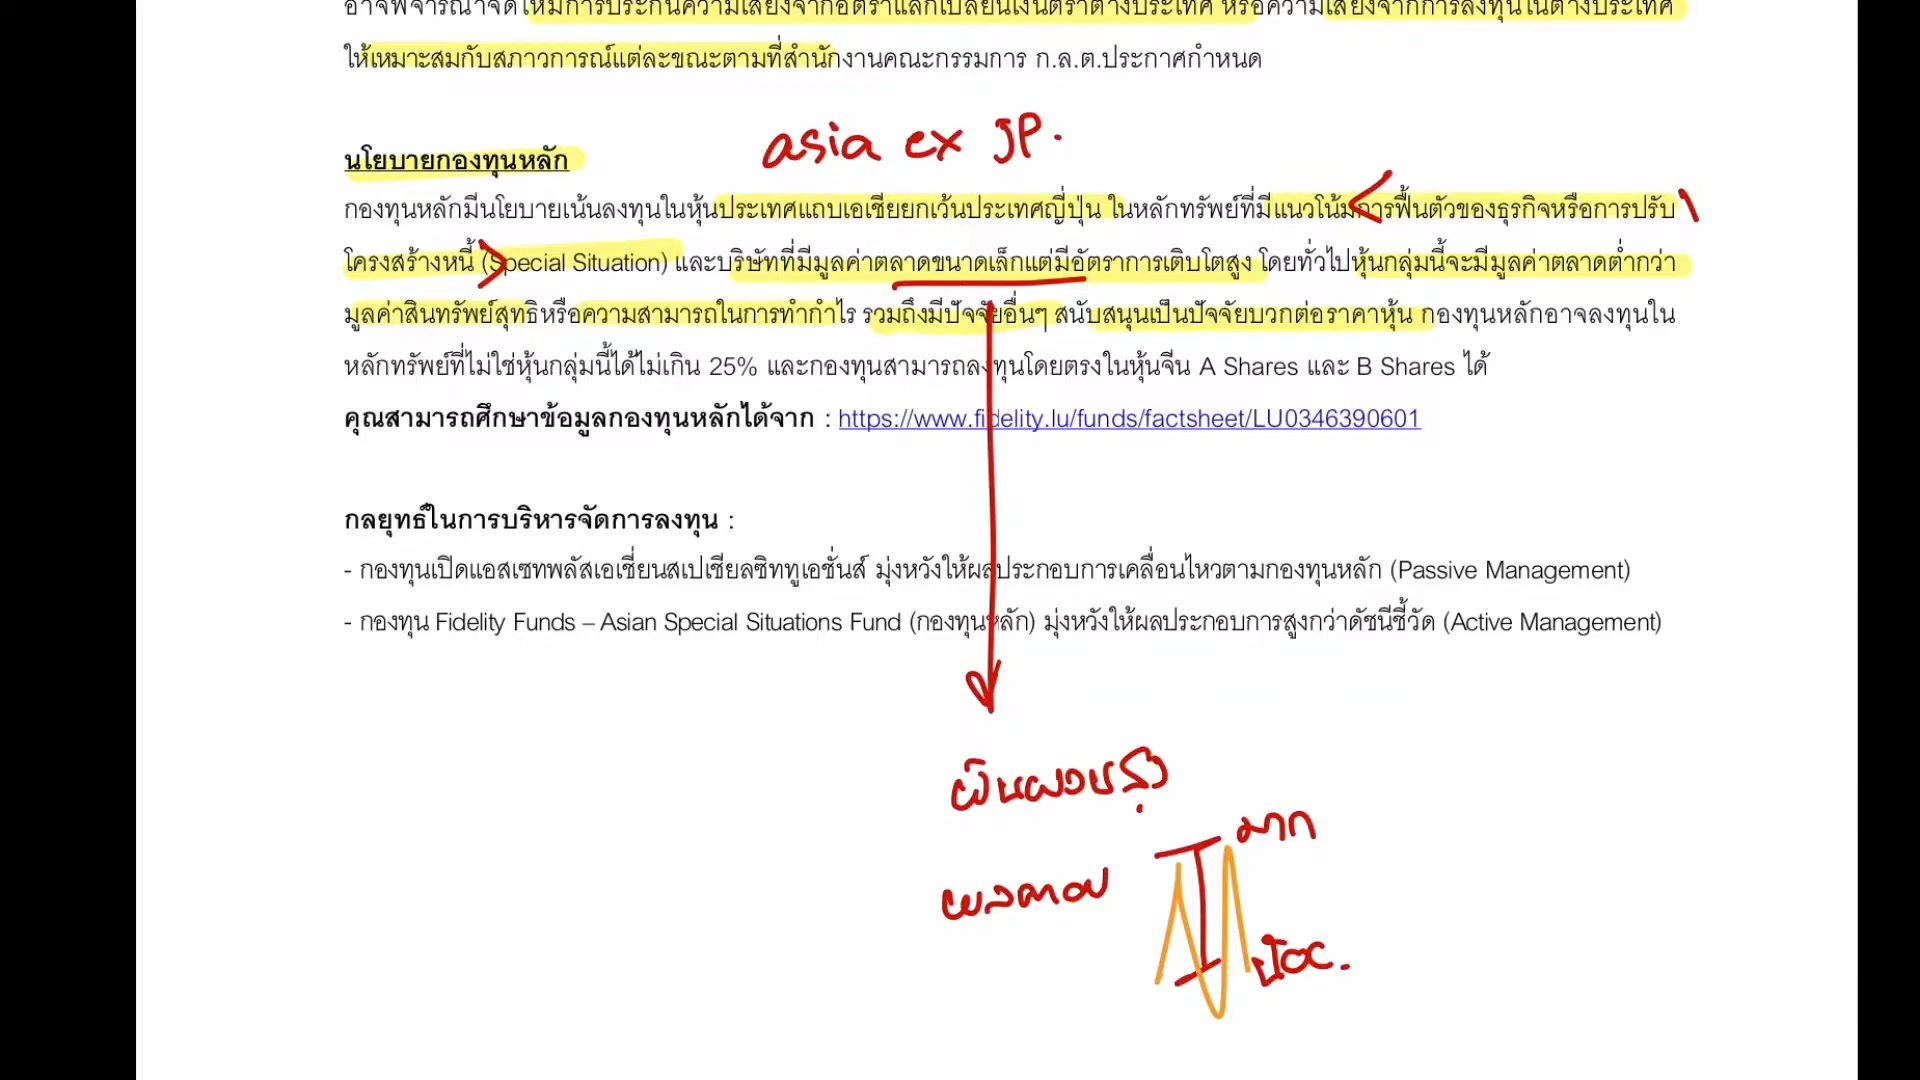 อาจพิจารณาจัดให้มีการประกันความเสี่ยงจากอัตราแลกเปลี่ยนเงินตราต่างประเทศ หรือความเสี่ยงจากการลงทุนในต่างประเทศ
ให้เหมาะสมกับสภาวการณ์แต่ละขณะตามที่สำนักงานคณะกรรมการ ก.ล.ต.ประกาศกำหนด
asia ex JP.
นโยบายกองทุนหลัก
กองทุนหลักมีนโยบายเน้นลงทุนในหุ้นประเทศแถบเอเชียยกเว้นประเทศญี่ปุ่น ในหลักทรัพย์ที่มีแนวโน้มการฟื้นตัวของธุรกิจหรือการปรับ
โครงสร้างหนี้ (Special Situation) และบริษัทที่มีมูลค่าตลาดขนาดเล็กแต่มีอัตราการเติบโตสูง โดยทั่วไปหุ้นกลุ่มนี้จะมีมูลค่าตลาดต่ำกว่า
มูลค่าสินทรัพย์สุทธิหรือความสามารถในการทำกำไร รวมถึงมีปัจจัยอื่นๆ สนับสนุนเป็นปัจจัยบวกต่อราคาหุ้น กองทุนหลักอาจลงทุนใน
หลักทรัพย์ที่ไม่ใช่หุ้นกลุ่มนี้ได้ไม่เกิน 25% และกองทุนสามารถลงทุนโดยตรงในหุ้นจีน A Shares และ B Shares ได้
คุณสามารถศึกษาข้อมูลกองทุนหลักได้จาก : https://www.fidelity.lu/funds/factsheet/LU0346390601
กลยุทธ์ในการบริหารจัดการลงทุน :
- กองทุนเปิดแอสเซทพลัสเอเชี่ยนสเปเชียลซิททูเอชั่นส์ มุ่งหวังให้ผลประกอบการเคลื่อนไหวตามกองทุนหลัก (Passive Management)
- กองทุน Fidelity Funds – Asian Special Situations Fund (กองทุนหลัก) มุ่งหวังให้ผลประกอบการสูงกว่าดัชนีชี้วัด (Active Management)
ผันผวนสูง
มาก